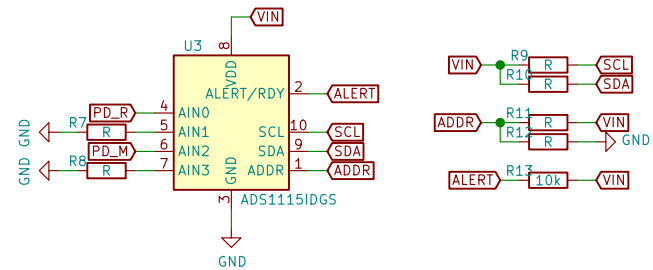 VIN
U3
8
VDD
ALERT/RDY 2 ALERT
PD_R 4 AIN0
GND R7 R 5 AIN1
SCL 10 SCL
PD_M 6 AIN2
SDA 9 SDA
GND R8 R 7 AIN3
GND
ADDR 1 ADDR
3 ADS1115IDGS
GND
VIN R9 R SCL
R10 R SDA
ADDR R11 R VIN
R12 R GND
ALERT R13 10k VIN